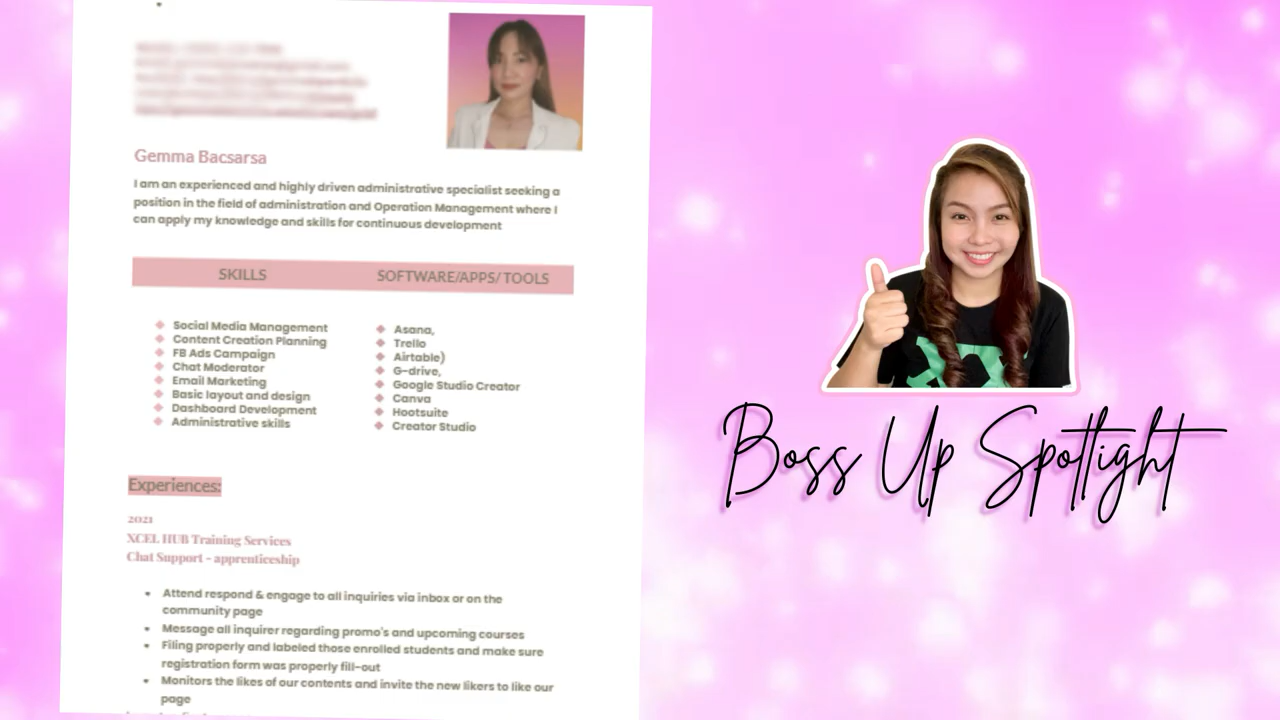 Gemma Bacsarsa
I am an experienced and highly driven administrative specialist seeking a
position in the field of administration and Operation Management where I
can apply my knowledge and skills for continuous development
SKILLS
SOFTWARE/APPS/ TOOLS
Social Media Management
Content Creation Planning
FB Ads Campaign
Chat Moderator
Email Marketing
Basic layout and design
Dashboard Development
Administrative skills
Asana,
Trello
Airtable)
G-drive,
Google Studio Creator
Canva
Hootsuite
Creator Studio
Experiences:
2021
XCEL HUB Training Services
Chat Support - apprenticeship
Attend respond & engage to all inquiries via inbox or on the
community page
Message all inquirer regarding promo's and upcoming courses
Filing properly and labeled those enrolled students and make sure
registration form was properly fill-out
Monitors the likes of our contents and invite the new likers to like our
page
Boss Up Spotlight